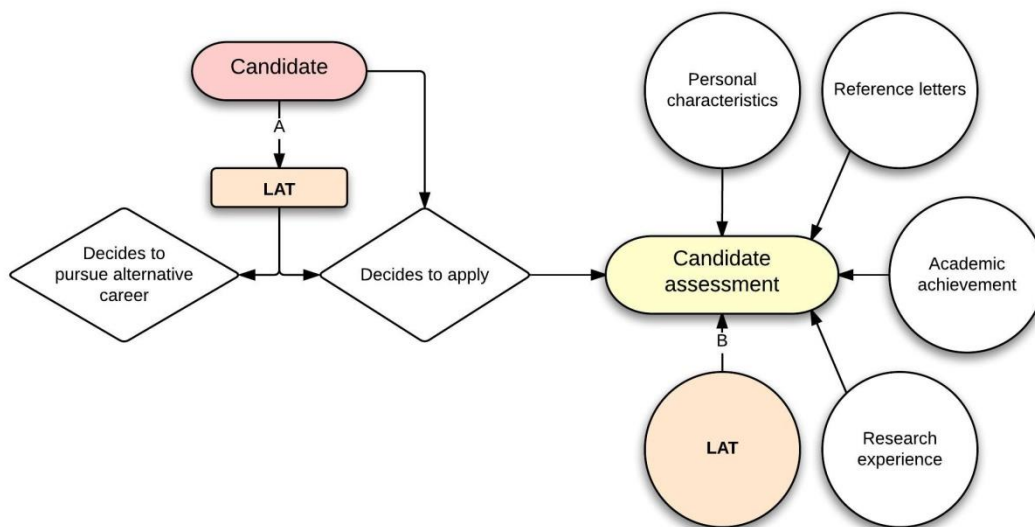 Candidate
A
LAT
Decides to
pursue alternative
career
Decides to apply
Personal
characteristics
Reference letters
Candidate
assessment
Academic
achievement
B
LAT
Research
experience